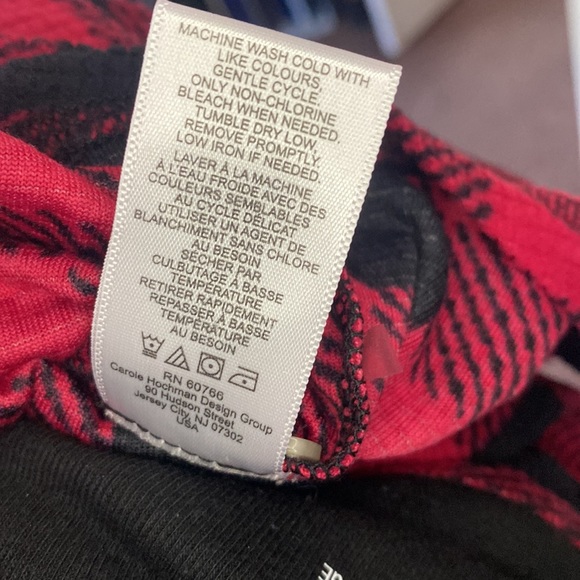 MACHINE WASH COLD WITH
LIKE COLOURS,
GENTLE CYCLE.
ONLY NON-CHLORINE
BLEACH WHEN NEEDED.
TUMBLE DRY LOW.
REMOVE PROMPTLY.
LOW IRON IF NEEDED.
LAVER À LA MACHINE
À L'EAU FROIDE AVEC DES
COULEURS SEMBLABLES
AU CYCLE DÉLICAT
UTILISER UN AGENT DE
BLANCHIMENT SANS CHLORE
AU BESOIN
SÉCHER PAR
CULBUTAGE À BASSE
TEMPÉRATURE
RETIRER RAPIDEMENT
REPASSER À BASSE
TEMPÉRATURE
AU BESOIN
RN 60766
Carole Hochman Design Group
90 Hudson Street
Jersey City, NJ 07302
USA